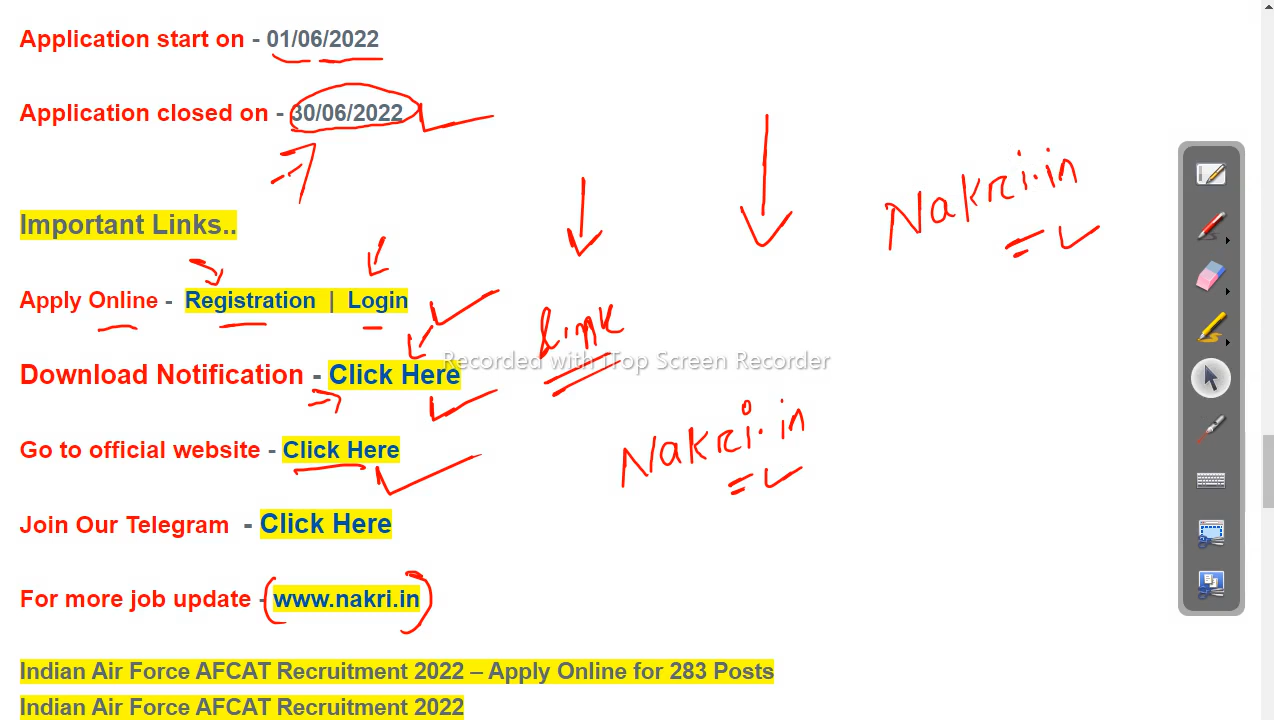 Application start on - 01/06/2022
Application closed on - 30/06/2022
Nakri.in
Important Links..
Apply Online - Registration | Login
Link
Recorded with iTop Screen Recorder
Download Notification - Click Here
Nakri.in
Go to official website - Click Here
Join Our Telegram - Click Here
For more job update - www.nakri.in
Indian Air Force AFCAT Recruitment 2022 – Apply Online for 283 Posts
Indian Air Force AFCAT Recruitment 2022